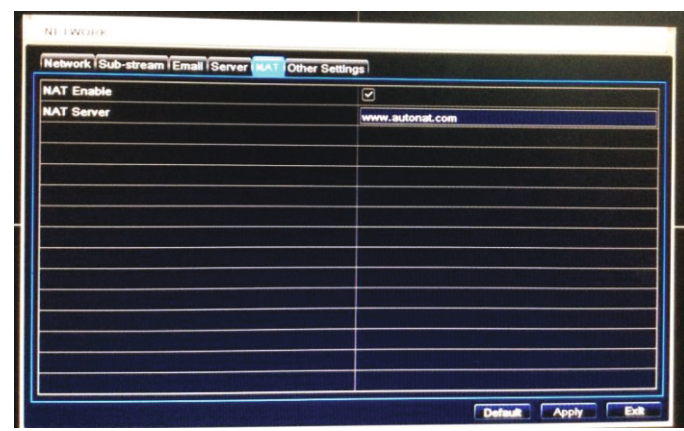 NETWORK
Network Sub-stream Email Server NAT Other Settings
NAT Enable
NAT Server www.autonat.com
Default Apply Exit